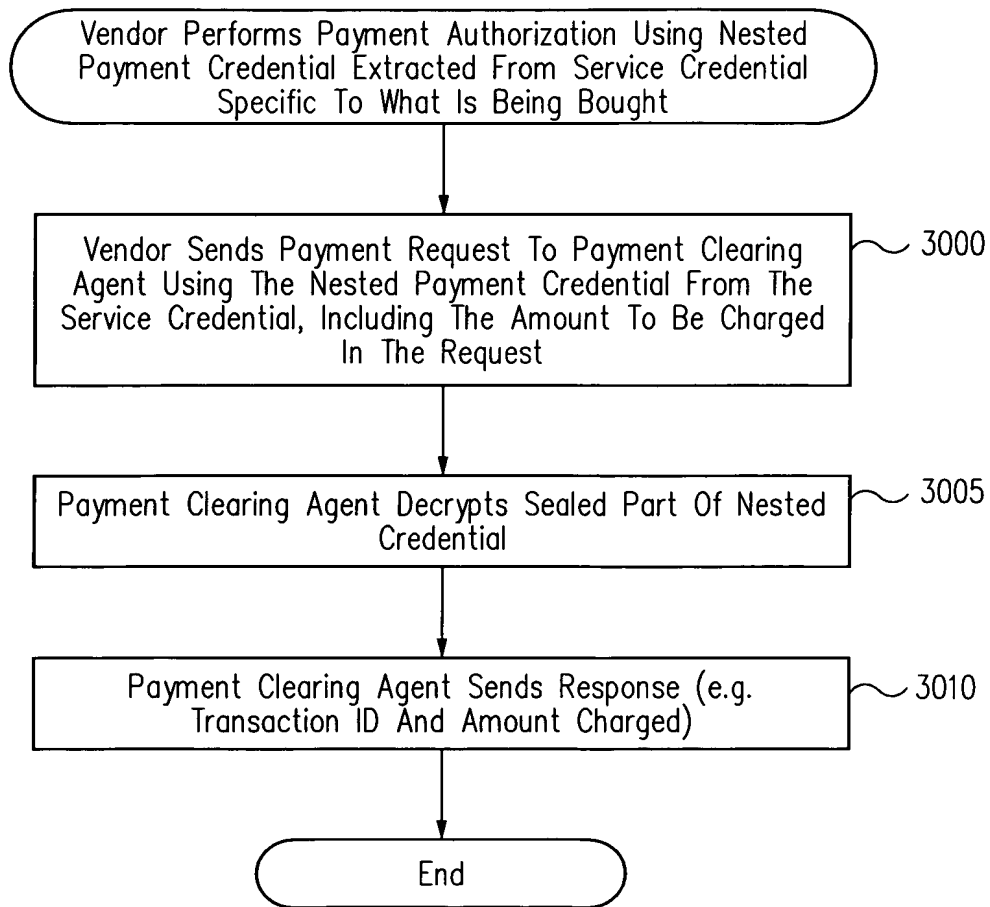 Vendor Performs Payment Authorization Using Nested
Payment Credential Extracted From Service Credential
Specific To What Is Being Bought
Vendor Sends Payment Request To Payment Clearing
Agent Using The Nested Payment Credential From The
Service Credential, Including The Amount To Be Charged
In The Request
3000
Payment Clearing Agent Decrypts Sealed Part Of Nested
Credential
3005
Payment Clearing Agent Sends Response (e.g.
Transaction ID And Amount Charged)
3010
End